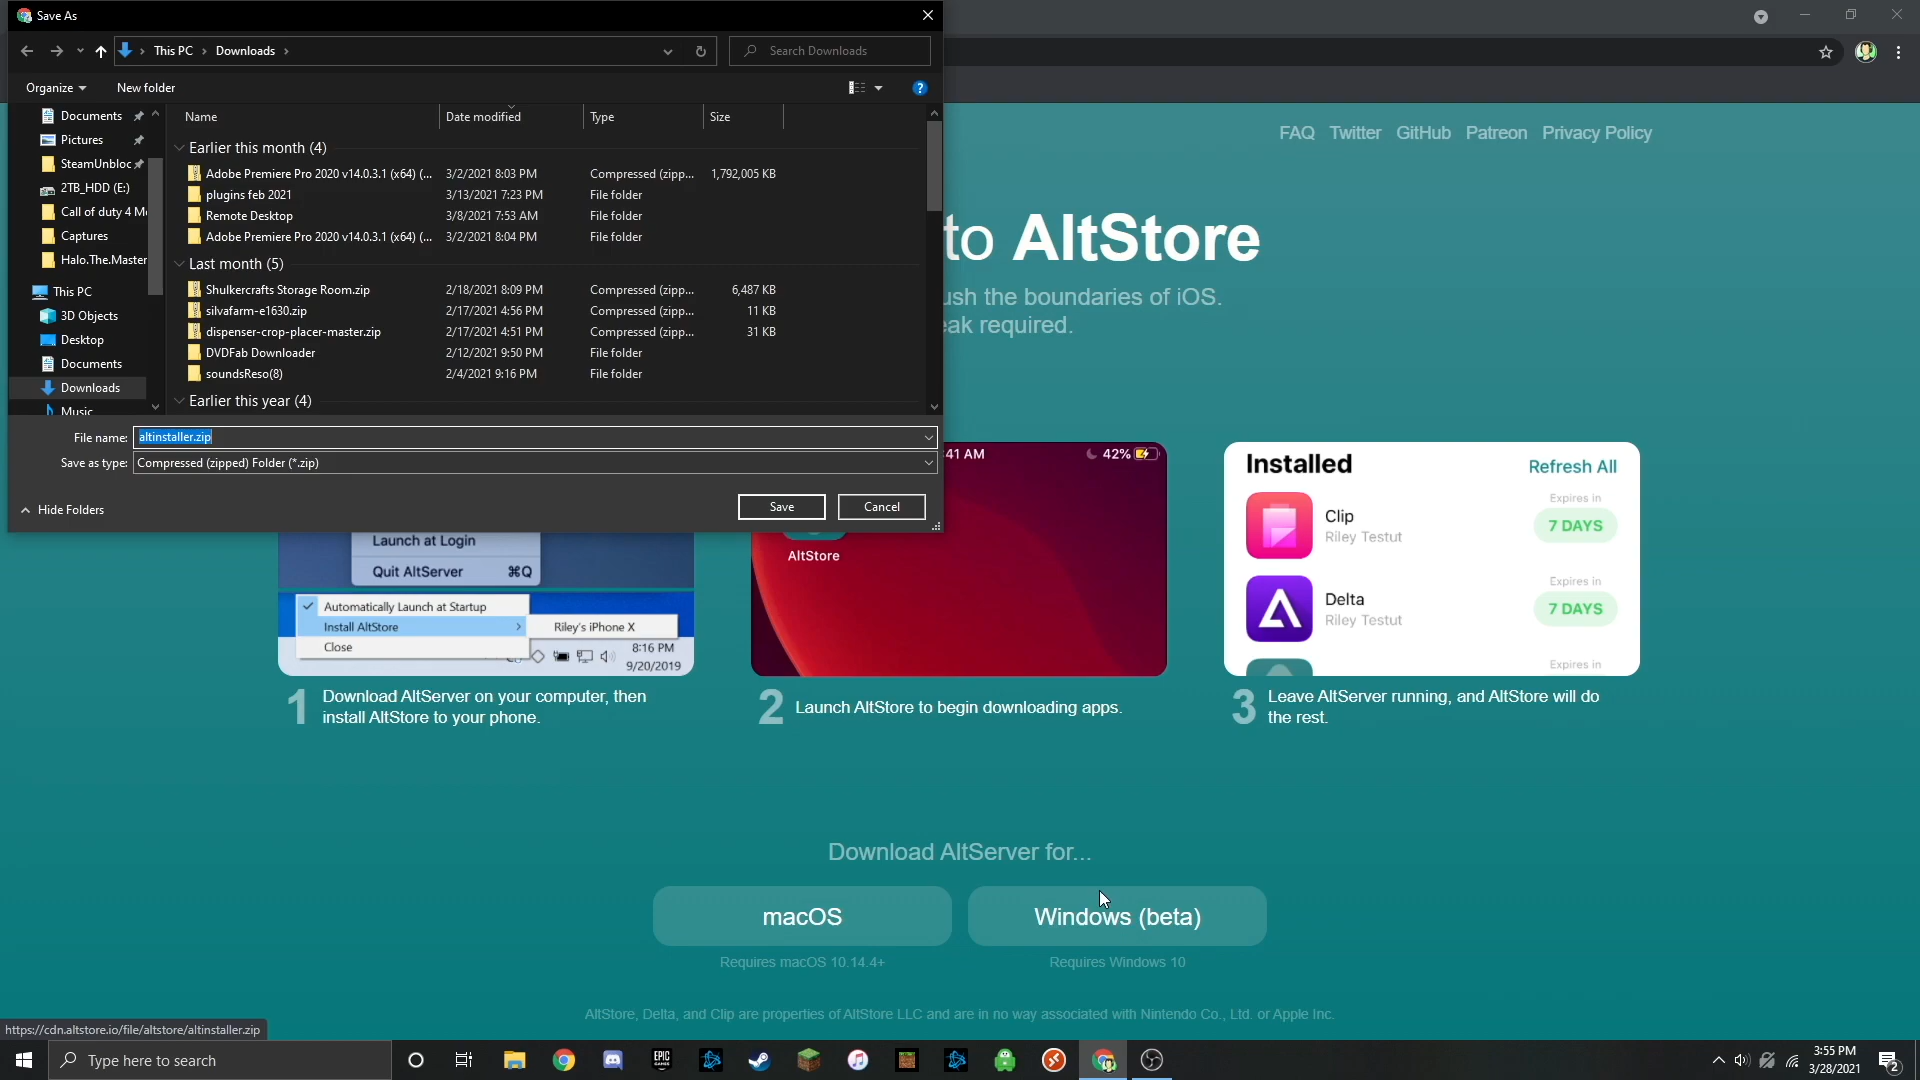 Save As
This PC
Downloads
Search Downloads
Organize
New folder
Documents
Pictures
SteamUnbloc
2TB_HDD (E:)
Call of duty 4 M
Captures
Halo.The.Master
This PC
3D Objects
Desktop
Documents
Downloads
Music
Name Date modified Type Size
Earlier this month (4)
Adobe Premiere Pro 2020 v14.0.3.1 (x64) (... 3/2/2021 8:03 PM Compressed (zipp... 1,792,005 KB
plugins feb 2021 3/13/2021 7:23 PM File folder
Remote Desktop 3/8/2021 7:53 AM File folder
Adobe Premiere Pro 2020 v14.0.3.1 (x64) (... 3/2/2021 8:04 PM File folder
Last month (5)
Shulkercrafts Storage Room.zip 2/18/2021 8:09 PM Compressed (zipp... 6,487 KB
silvafarm-e1630.zip 2/17/2021 4:56 PM Compressed (zipp... 11 KB
dispenser-crop-placer-master.zip 2/17/2021 4:51 PM Compressed (zipp... 31 KB
DVDFab Downloader 2/12/2021 9:50 PM File folder
soundsReso(8) 2/4/2021 9:16 PM File folder
Earlier this year (4)
File name: altinstaller.zip
Save as type: Compressed (zipped) Folder (*.zip)
Hide Folders
Save
Cancel
FAQ Twitter GitHub Patreon Privacy Policy
to AltStore
ush the boundaries of iOS.
eak required.
Launch at Login
Quit AltServer ⌘Q
Automatically Launch at Startup
Install AltStore
Riley's iPhone X
Close
8:16 PM
9/20/2019
1 Download AltServer on your computer, then
install AltStore to your phone.
41 AM
42%
AltStore
2 Launch AltStore to begin downloading apps.
Installed
Refresh All
Expires in
Clip
Riley Testut
7 DAYS
Expires in
Delta
Riley Testut
7 DAYS
Expires in
3 Leave AltServer running, and AltStore will do
the rest.
Download AltServer for...
macOS
Windows (beta)
Requires macOS 10.14.4+
Requires Windows 10
AltStore, Delta, and Clip are properties of AltStore LLC and are in no way associated with Nintendo Co., Ltd. or Apple Inc.
https://cdn.altstore.io/file/altstore/altinstaller.zip
Type here to search
EPIC
GAMES
3:55 PM
3/28/2021
2